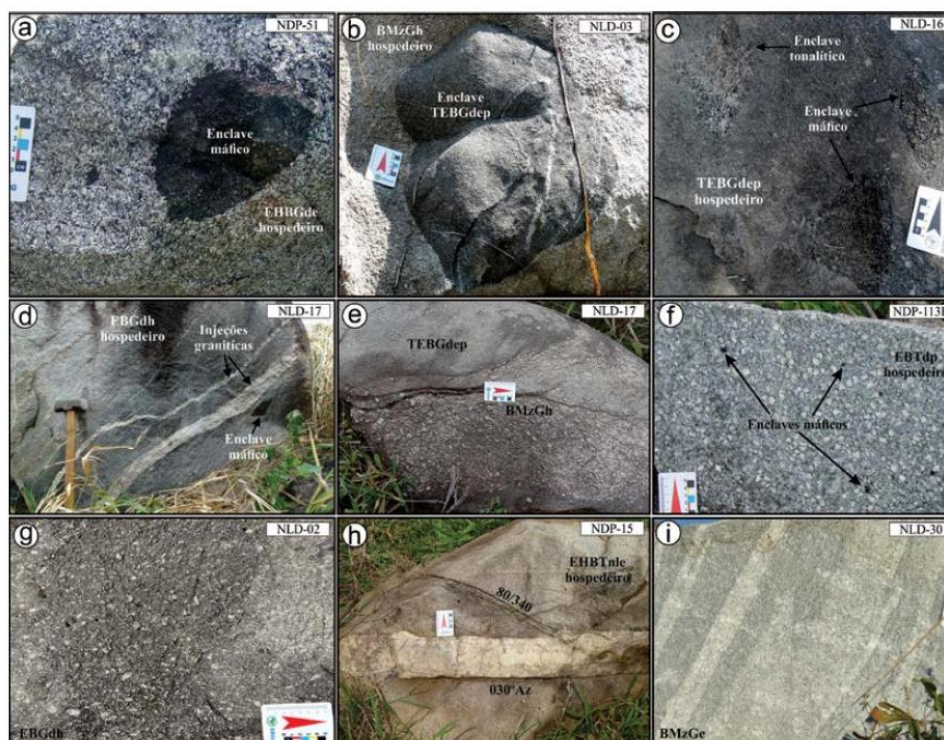 a
NDP-51
Enclave
máfico
EHBGde
hospedeiro
b
NLD-03
BMzGh
hospedeiro
Enclave
TEBGdep
c
NLD-16
Enclave
tonalítico
Enclave
máfico
TEBGdep
hospedeiro
d
NLD-17
EBGdh
hospedeiro
Injeções
graníticas
Enclave
máfico
e
NLD-17
TEBGdep
BMzGh
f
EBTdp
hospedeiro
Enclaves máficos
g
NLD-02
EBGdh
h
NDP-15
EHBTnle
hospedeiro
80/340
030°Az
i
NLD-30
BMzGe